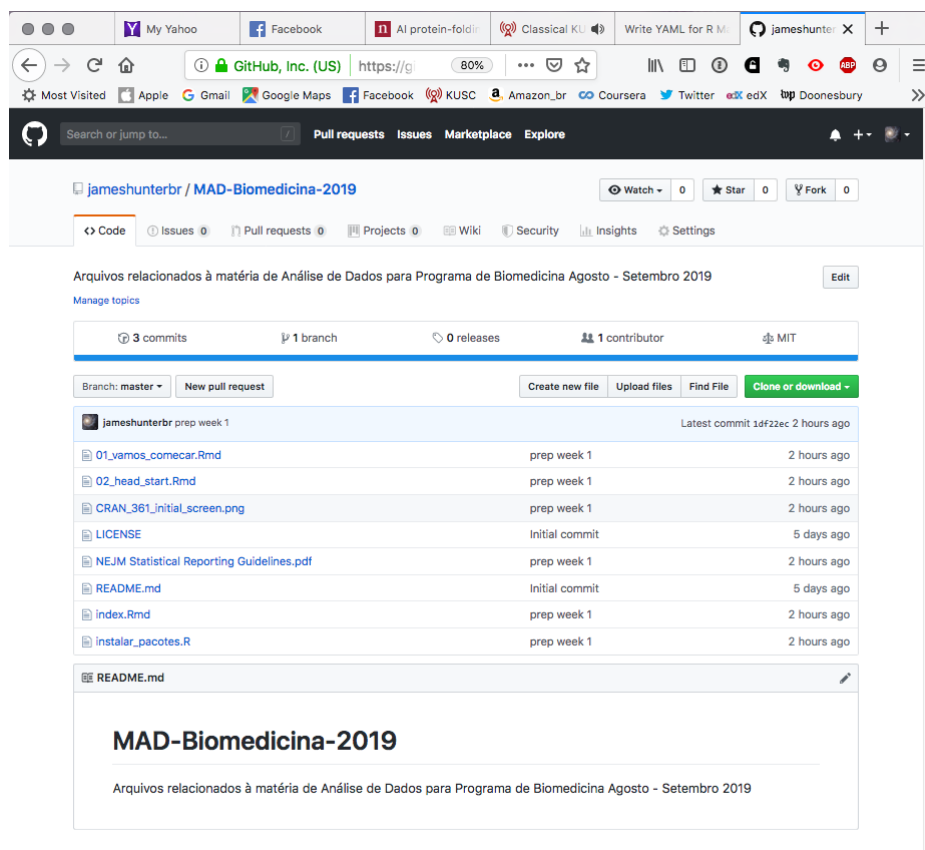 My Yahoo Facebook AI protein-foldin Classical KU Write YAML for R Ma jameshunter
GitHub, Inc. (US) https://g 80%
Most Visited Apple Gmail Google Maps Facebook KUSC Amazon_br Coursera Twitter edX Doonesbury
Search or jump to... / Pull requests Issues Marketplace Explore
jameshunterbr / MAD-Biomedicina-2019 Watch 0 Star 0 Fork 0
Code Issues 0 Pull requests 0 Projects 0 Wiki Security Insights Settings
Arquivos relacionados à matéria de Análise de Dados para Programa de Biomedicina Agosto - Setembro 2019 Edit
Manage topics
3 commits 1 branch 0 releases 1 contributor MIT
Branch: master New pull request Create new file Upload files Find File Clone or download
jameshunterbr prep week 1 Latest commit 1df22ec 2 hours ago
01_vamos_comecar.Rmd prep week 1 2 hours ago
02_head_start.Rmd prep week 1 2 hours ago
CRAN_361_initial_screen.png prep week 1 2 hours ago
LICENSE Initial commit 5 days ago
NEJM Statistical Reporting Guidelines.pdf prep week 1 2 hours ago
README.md Initial commit 5 days ago
index.Rmd prep week 1 2 hours ago
instalar_pacotes.R prep week 1 2 hours ago
README.md
MAD-Biomedicina-2019
Arquivos relacionados à matéria de Análise de Dados para Programa de Biomedicina Agosto - Setembro 2019